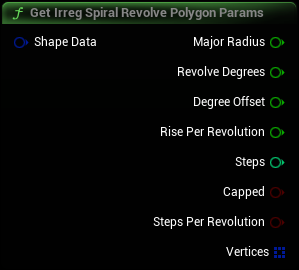 Get Irreg Spiral Revolve Polygon Params
Shape Data
Major Radius
Revolve Degrees
Degree Offset
Rise Per Revolution
Steps
Capped
Steps Per Revolution
Vertices